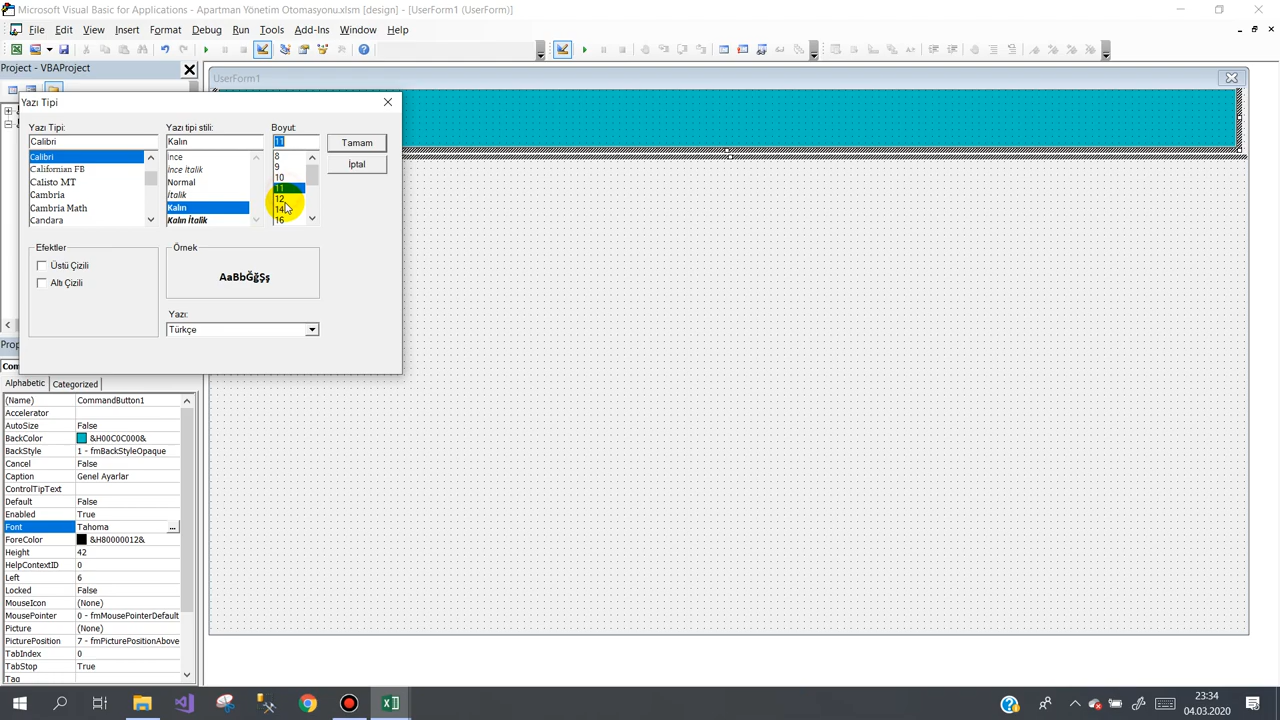 Microsoft Visual Basic for Applications - Apartman Yönetim Otomasyonu.xlsm [design] - [UserForm1 (UserForm)]
File Edit View Insert Format Debug Run Tools Add-Ins Window Help
Project - VBAProject
UserForm1
Yazı Tipi
Yazı Tipi: Yazı tipi stili: Boyut:
Calibri Kalın 11 Tamam
Calibri İnce 8
Californian FB İnce İtalik 9 İptal
Calisto MT Normal 10
Cambria İtalik 11
Cambria Math Kalın 12
Candara Kalın İtalik 14
16
Efektler Örnek
Üstü Çizili
Altı Çizili
AaBbĞğŞş
Yazı:
Türkçe
Alphabetic Categorized
(Name) CommandButton1
Accelerator
AutoSize False
BackColor &H00C0C000&
BackStyle 1 - fmBackStyleOpaque
Cancel False
Caption Genel Ayarlar
ControlTipText
Default False
Enabled True
Font Tahoma ...
ForeColor &H80000012&
Height 42
HelpContextID 0
Left 6
Locked False
MouseIcon (None)
MousePointer 0 - fmMousePointerDefault
Picture (None)
PicturePosition 7 - fmPicturePositionAbove
TabIndex 0
TabStop True
Tag
23:34
04.03.2020